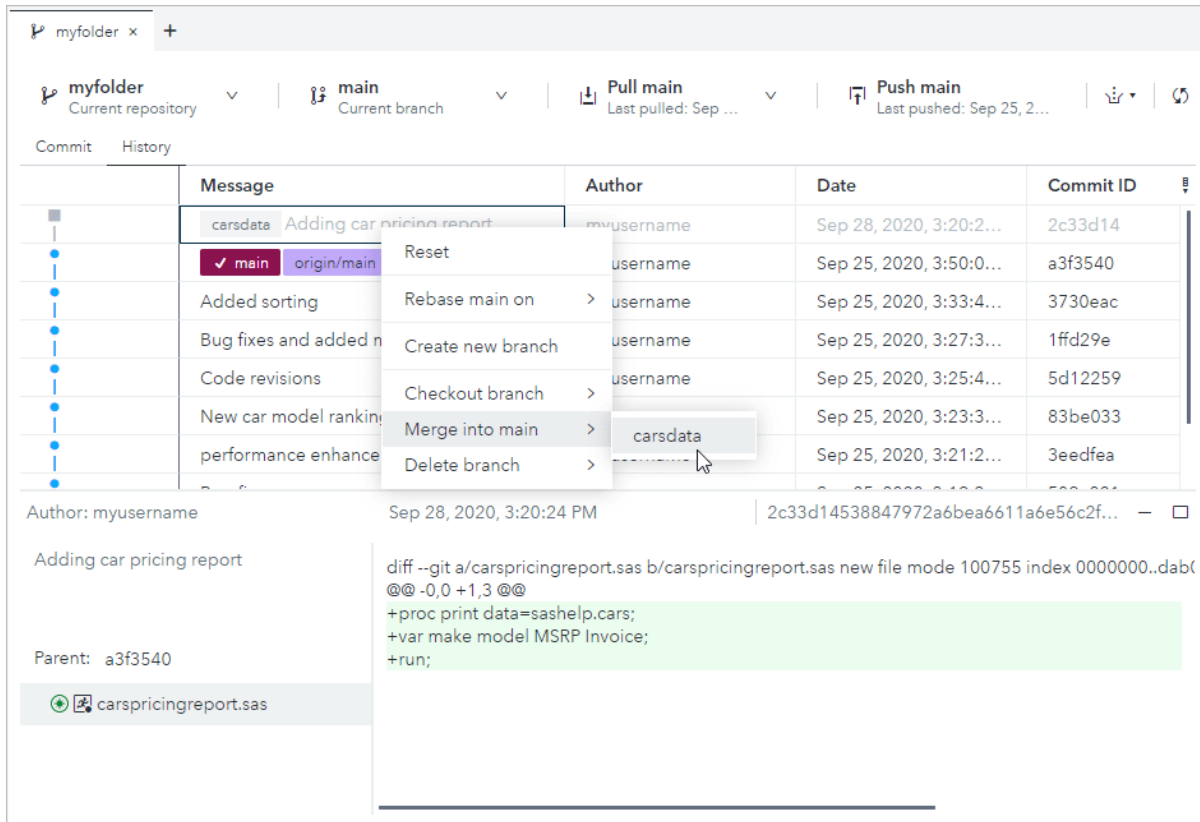 myfolder × +
myfolder main Pull main Push main
Current repository Current branch Last pulled: Sep ... Last pushed: Sep 25, 2...
Commit History
Message Author Date Commit ID
carsdata Adding car pricing report myusername Sep 28, 2020, 3:20:2... 2c33d14
main origin/main username Sep 25, 2020, 3:50:0... a3f3540
Added sorting Sep 25, 2020, 3:33:4... 3730eac
Bug fixes and added username Sep 25, 2020, 3:27:3... 1ffd29e
Code revisions username Sep 25, 2020, 3:25:4... 5d12259
New car model ranking Sep 25, 2020, 3:23:3... 83be033
performance enhance Sep 25, 2020, 3:21:2... 3eedfea
Reset
Rebase main on >
Create new branch
Checkout branch >
Merge into main >
Delete branch >
carsdata
Author: myusername Sep 28, 2020, 3:20:24 PM 2c33d14538847972a6bea6611a6e56c2f...
Adding car pricing report
Parent: a3f3540
carspricingreport.sas
diff --git a/carspricingreport.sas b/carspricingreport.sas new file mode 100755 index 0000000..dab
@@ -0,0 +1,3 @@
+proc print data=sashelp.cars;
+var make model MSRP Invoice;
+run;